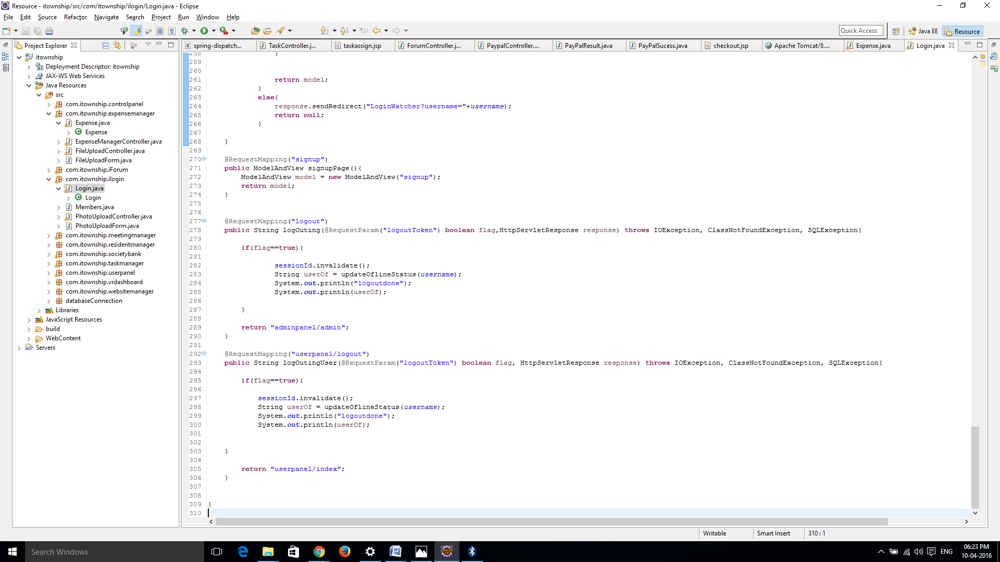 Resource - itownship/src/com/itownship/ilogin/Login.java - Eclipse
File Edit Source Refactor Navigate Search Project Run Window Help
Quick Access Java EE Resource
Project Explorer
spring-dispatch... TaskController.j... taskassign.jsp ForumController.j... PaypalController.... PayPalResult.java PayPalSucess.java checkout.jsp Apache Tomcat/8.... Expense.java Login.java
itownship
Deployment Descriptor: itownship
JAX-WS Web Services
Java Resources
src
com.itownship.controlpanel
com.itownship.expensemanager
Expense.java
Expense
ExpenseManagerController.java
FileUploadController.java
FileUploadForm.java
com.itownship.iForum
com.itownship.ilogin
Login.java
Login
Members.java
PhotoUploadController.java
PhotoUploadForm.java
com.itownship.meetingmanager
com.itownship.residentmanager
com.itownship.societybank
com.itownship.taskmanager
com.itownship.userpanel
com.itownship.vrdashboard
com.itownship.websitemanager
databaseConnection
Libraries
JavaScript Resources
build
WebContent
Servers
258 }
259
260
261 return model;
262 }
263 else{
264 response.sendRedirect("LoginWatcher?username="+username);
265 return null;
266 }
267
268 }
269
270 @RequestMapping("signup")
271 public ModelAndView signupPage(){
272 ModelAndView model = new ModelAndView("signup");
273 return model;
274 }
275
276
277 @RequestMapping("logout")
278 public String logOuting(@RequestParam("logoutToken") boolean flag,HttpServletResponse response) throws IOException, ClassNotFoundException, SQLException{
279
280 if(flag==true){
281
282 sessionId.invalidate();
283 String userOf = updateOflineStatus(username);
284 System.out.println("logoutdone");
285 System.out.println(userOf);
286
287 }
288
289 return "adminpanel/admin";
290 }
291
292 @RequestMapping("userpanel/logout")
293 public String logOutingUser(@RequestParam("logoutToken") boolean flag, HttpServletResponse response) throws IOException, ClassNotFoundException, SQLException{
294
295 if(flag==true){
296
297 sessionId.invalidate();
298 String userOf = updateOflineStatus(username);
299 System.out.println("logoutdone");
300 System.out.println(userOf);
301
302
303 }
304
305 return "userpanel/index";
306 }
307
308
309 }
310
Writable Smart Insert 310 : 1
Search Windows
ENG
06:23 PM
10-04-2016